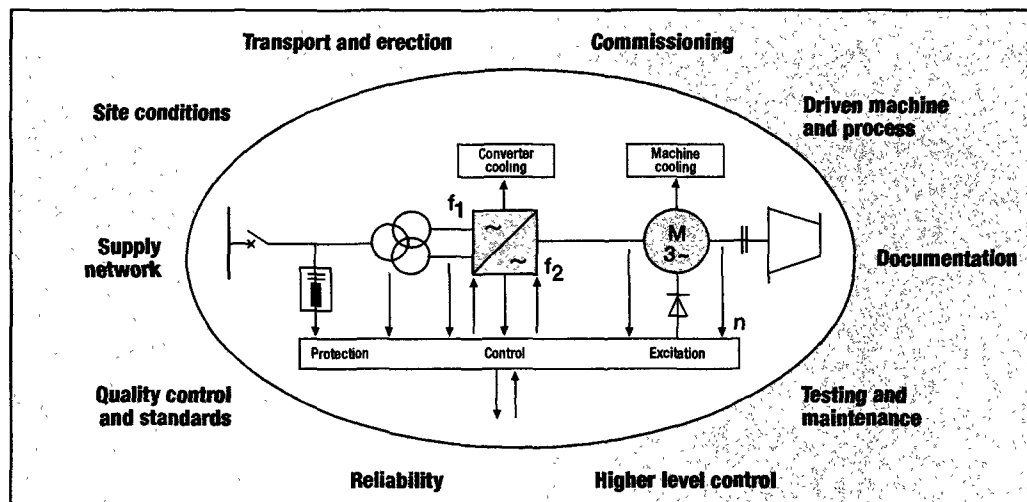 Transport and erection
Commissioning
Site conditions
Driven machine
and process
Converter
cooling
Machine
cooling
f1
~
~
f2
M
3~
Supply
network
Documentation
n
Protection
Control
Excitation
Quality control
and standards
Testing and
maintenance
Reliability
Higher level control